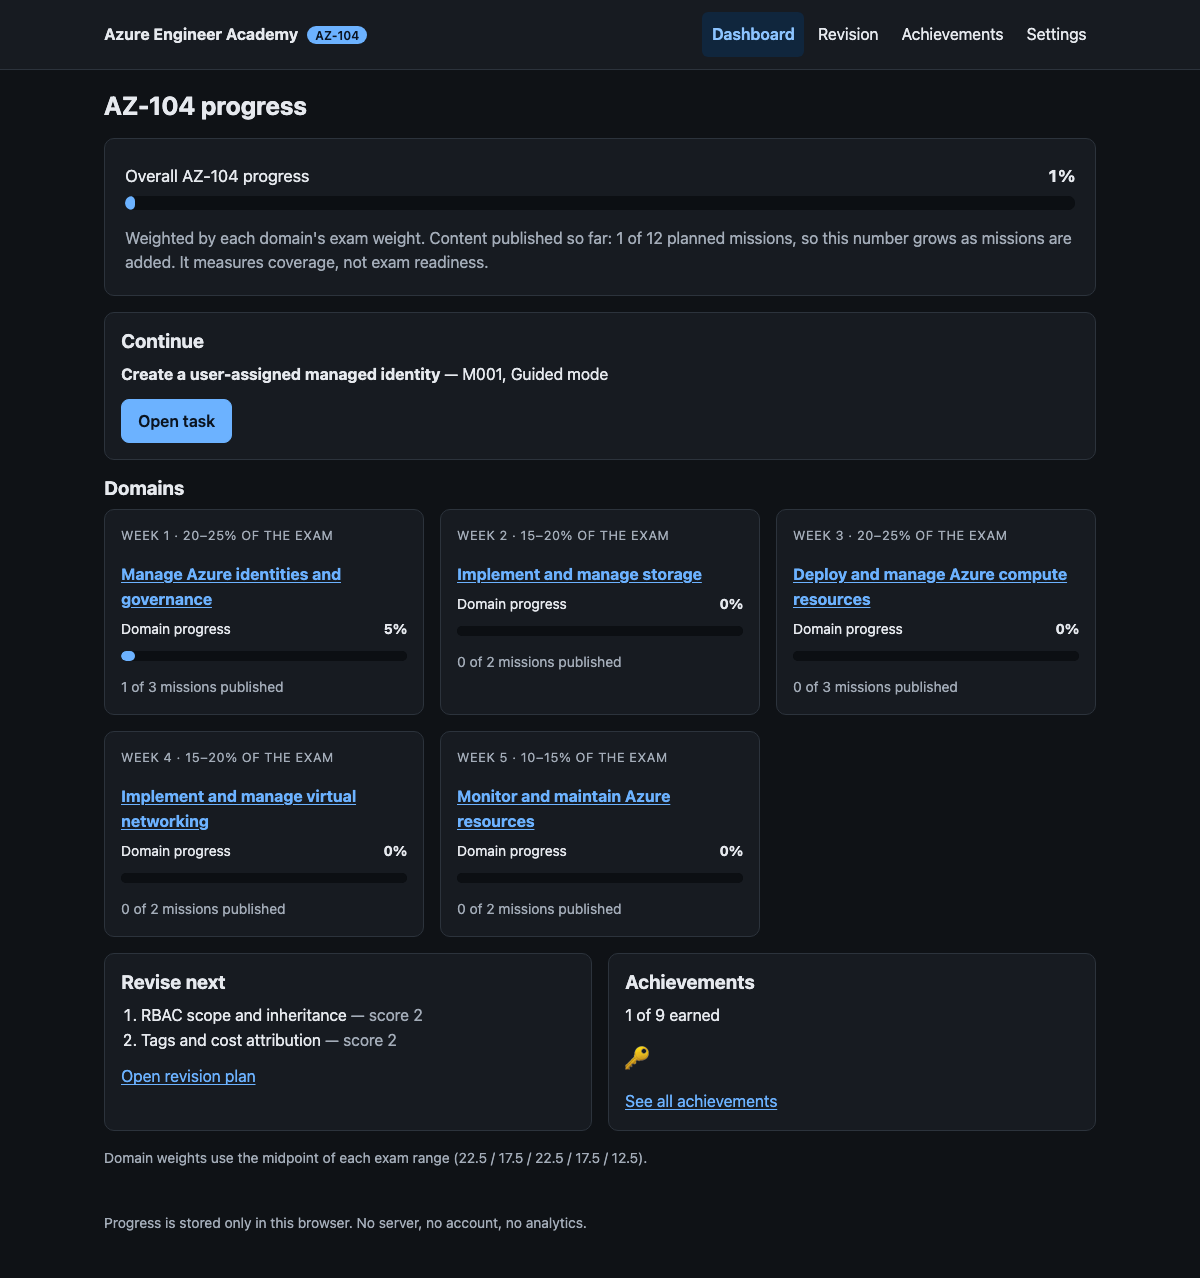 Azure Engineer Academy AZ-104
Dashboard Revision Achievements Settings
AZ-104 progress
Overall AZ-104 progress 1%
Weighted by each domain's exam weight. Content published so far: 1 of 12 planned missions, so this number grows as missions are
added. It measures coverage, not exam readiness.
Continue
Create a user-assigned managed identity — M001, Guided mode
Open task
Domains
WEEK 1 · 20–25% OF THE EXAM
Manage Azure identities and
governance
Domain progress 5%
1 of 3 missions published
WEEK 2 · 15–20% OF THE EXAM
Implement and manage storage
Domain progress 0%
0 of 2 missions published
WEEK 3 · 20–25% OF THE EXAM
Deploy and manage Azure compute
resources
Domain progress 0%
0 of 3 missions published
WEEK 4 · 15–20% OF THE EXAM
Implement and manage virtual
networking
Domain progress 0%
0 of 2 missions published
WEEK 5 · 10–15% OF THE EXAM
Monitor and maintain Azure
resources
Domain progress 0%
0 of 2 missions published
Revise next
1. RBAC scope and inheritance — score 2
2. Tags and cost attribution — score 2
Open revision plan
Achievements
1 of 9 earned
See all achievements
Domain weights use the midpoint of each exam range (22.5 / 17.5 / 22.5 / 17.5 / 12.5).
Progress is stored only in this browser. No server, no account, no analytics.